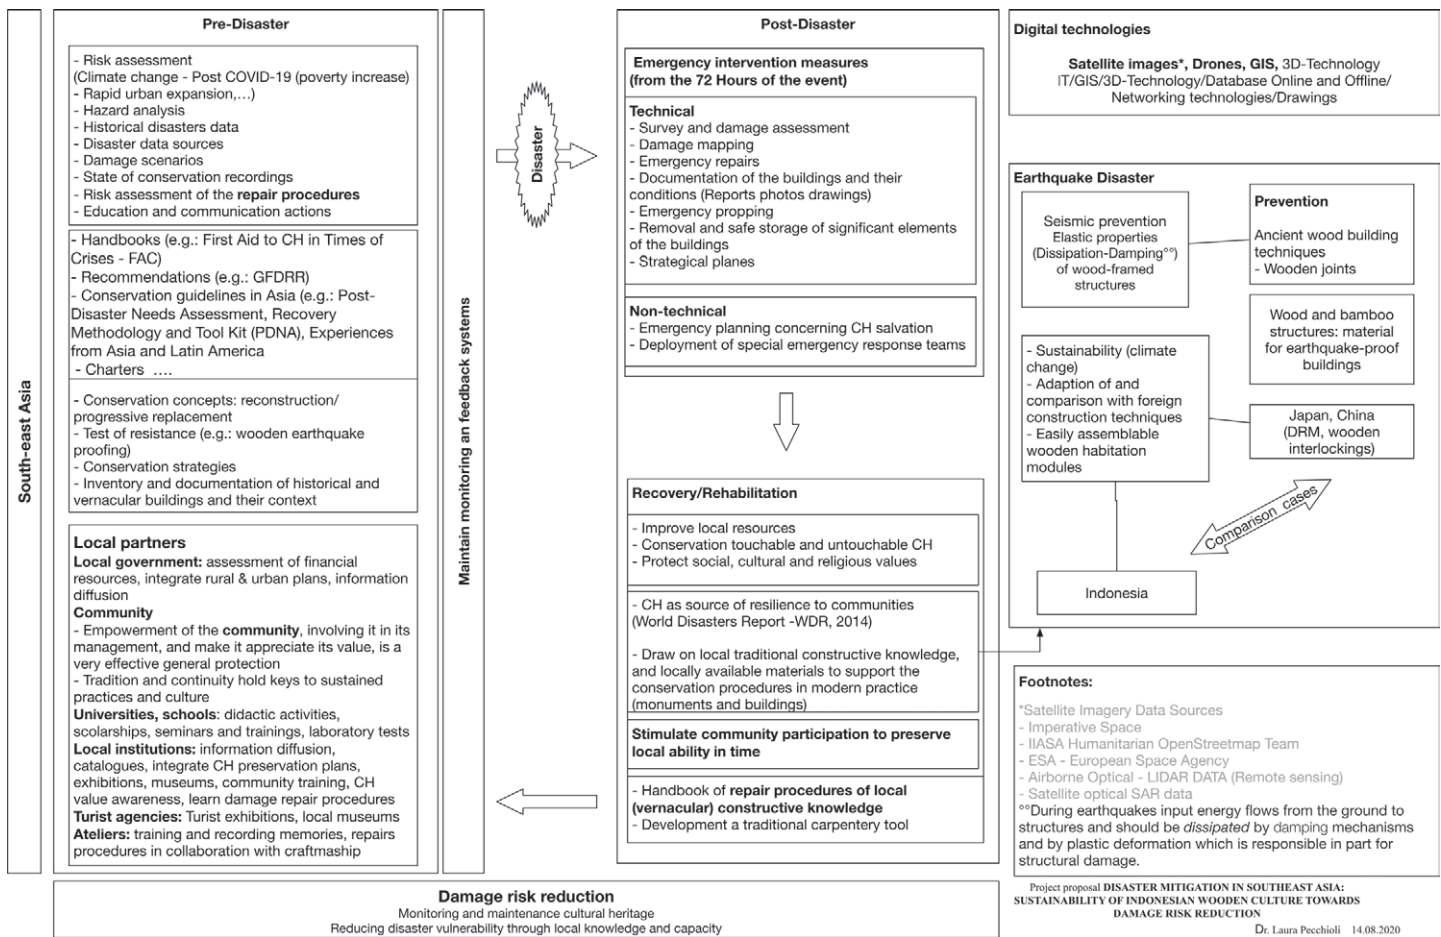 South-east Asia
Pre-Disaster
- Risk assessment
(Climate change - Post COVID-19 (poverty increase)
- Rapid urban expansion,...)
- Hazard analysis
- Historical disasters data
- Disaster data sources
- Damage scenarios
- State of conservation recordings
- Risk assessment of the repair procedures
- Education and communication actions
- Handbooks (e.g.: First Aid to CH in Times of
Crises - FAC)
- Recommendations (e.g.: GFDRR)
- Conservation guidelines in Asia (e.g.: Post-
Disaster Needs Assessment, Recovery
Methodology and Tool Kit (PDNA), Experiences
from Asia and Latin America
- Charters ....
- Conservation concepts: reconstruction/
progressive replacement
- Test of resistance (e.g.: wooden earthquake
proofing)
- Conservation strategies
- Inventory and documentation of historical and
vernacular buildings and their context
Local partners
Local government: assessment of financial
resources, integrate rural & urban plans, information
diffusion
Community
- Empowerment of the community, involving it in its
management, and make it appreciate its value, is a
very effective general protection
- Tradition and continuity hold keys to sustained
practices and culture
Universities, schools: didactic activities,
scolarships, seminars and trainings, laboratory tests
Local institutions: information diffusion,
catalogues, integrate CH preservation plans,
exhibitions, museums, community training, CH
value awareness, learn damage repair procedures
Turist agencies: Turist exhibitions, local museums
Ateliers: training and recording memories, repairs
procedures in collaboration with craftmaship
Maintain monitoring an feedback systems
Disaster
Post-Disaster
Emergency intervention measures
(from the 72 Hours of the event)
Technical
- Survey and damage assessment
- Damage mapping
- Emergency repairs
- Documentation of the buildings and their
conditions (Reports photos drawings)
- Emergency propping
- Removal and safe storage of significant elements
of the buildings
- Strategical planes
Non-technical
- Emergency planning concerning CH salvation
- Deployment of special emergency response teams
Recovery/Rehabilitation
- Improve local resources
- Conservation touchable and untouchable CH
- Protect social, cultural and religious values
- CH as source of resilience to communities
(World Disasters Report -WDR, 2014)
- Draw on local traditional constructive knowledge,
and locally available materials to support the
conservation procedures in modern practice
(monuments and buildings)
Stimulate community participation to preserve
local ability in time
- Handbook of repair procedures of local
(vernacular) constructive knowledge
- Development a traditional carpentery tool
Damage risk reduction
Monitoring and maintenance cultural heritage
Reducing disaster vulnerability through local knowledge and capacity
Digital technologies
Satellite images*, Drones, GIS, 3D-Technology
IT/GIS/3D-Technology/Database Online and Offline/
Networking technologies/Drawings
Earthquake Disaster
Seismic prevention
Elastic properties
(Dissipation-Damping°°)
of wood-framed
structures
Prevention
Ancient wood building
techniques
- Wooden joints
Wood and bamboo
structures: material
for earthquake-proof
buildings
- Sustainability (climate
change)
- Adaption of and
comparison with foreign
construction techniques
- Easily assemblable
wooden habitation
modules
Japan, China
(DRM, wooden
interlockings)
Comparison cases
Indonesia
Footnotes:
*Satellite Imagery Data Sources
- Imperative Space
- IIASA Humanitarian OpenStreetmap Team
- ESA - European Space Agency
- Airborne Optical - LIDAR DATA (Remote sensing)
- Satellite optical SAR data
°°During earthquakes input energy flows from the ground to
structures and should be dissipated by damping mechanisms
and by plastic deformation which is responsible in part for
structural damage.
Project proposal DISASTER MITIGATION IN SOUTHEAST ASIA:
SUSTAINABILITY OF INDONESIAN WOODEN CULTURE TOWARDS
DAMAGE RISK REDUCTION
Dr. Laura Pecchioli 14.08.2020